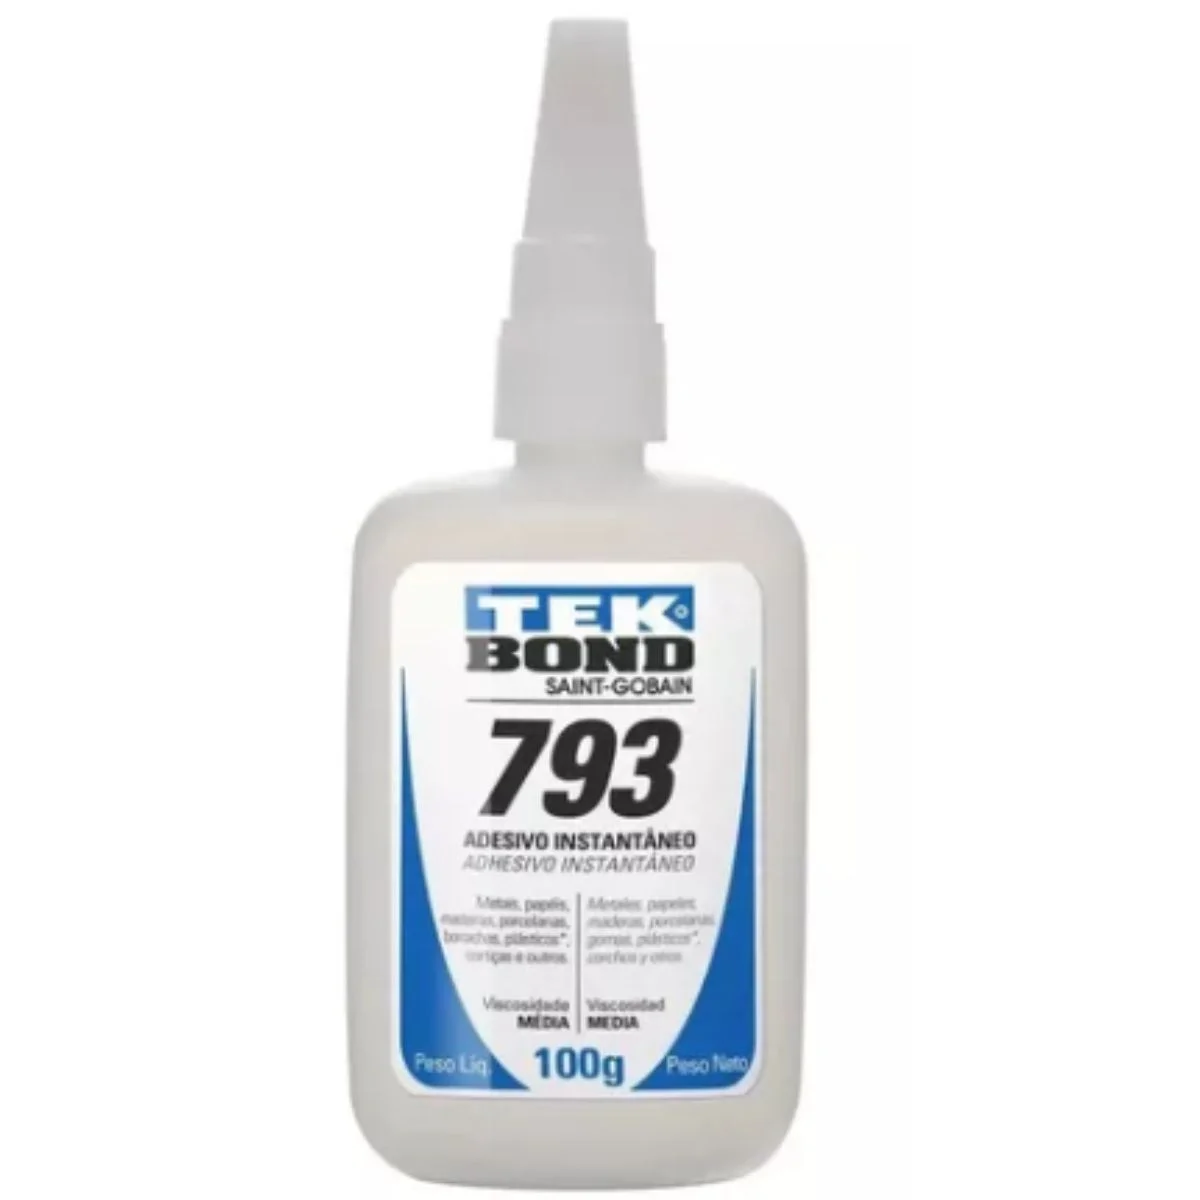 TEK
BOND
SAINT-GOBAIN
793
ADESIVO INSTANTÂNEO
ADHESIVO INSTANTÁNEO
Metais, papéis,
madeiras, porcelanas,
borrachas, plásticos*,
cortiças e outros.
Metales, papeles,
maderas, porcelanas,
gomas, plásticos*,
corchos y otros.
Viscosidade
MÉDIA
Viscosidad
MEDIA
Peso Líq. 100g Peso Neto